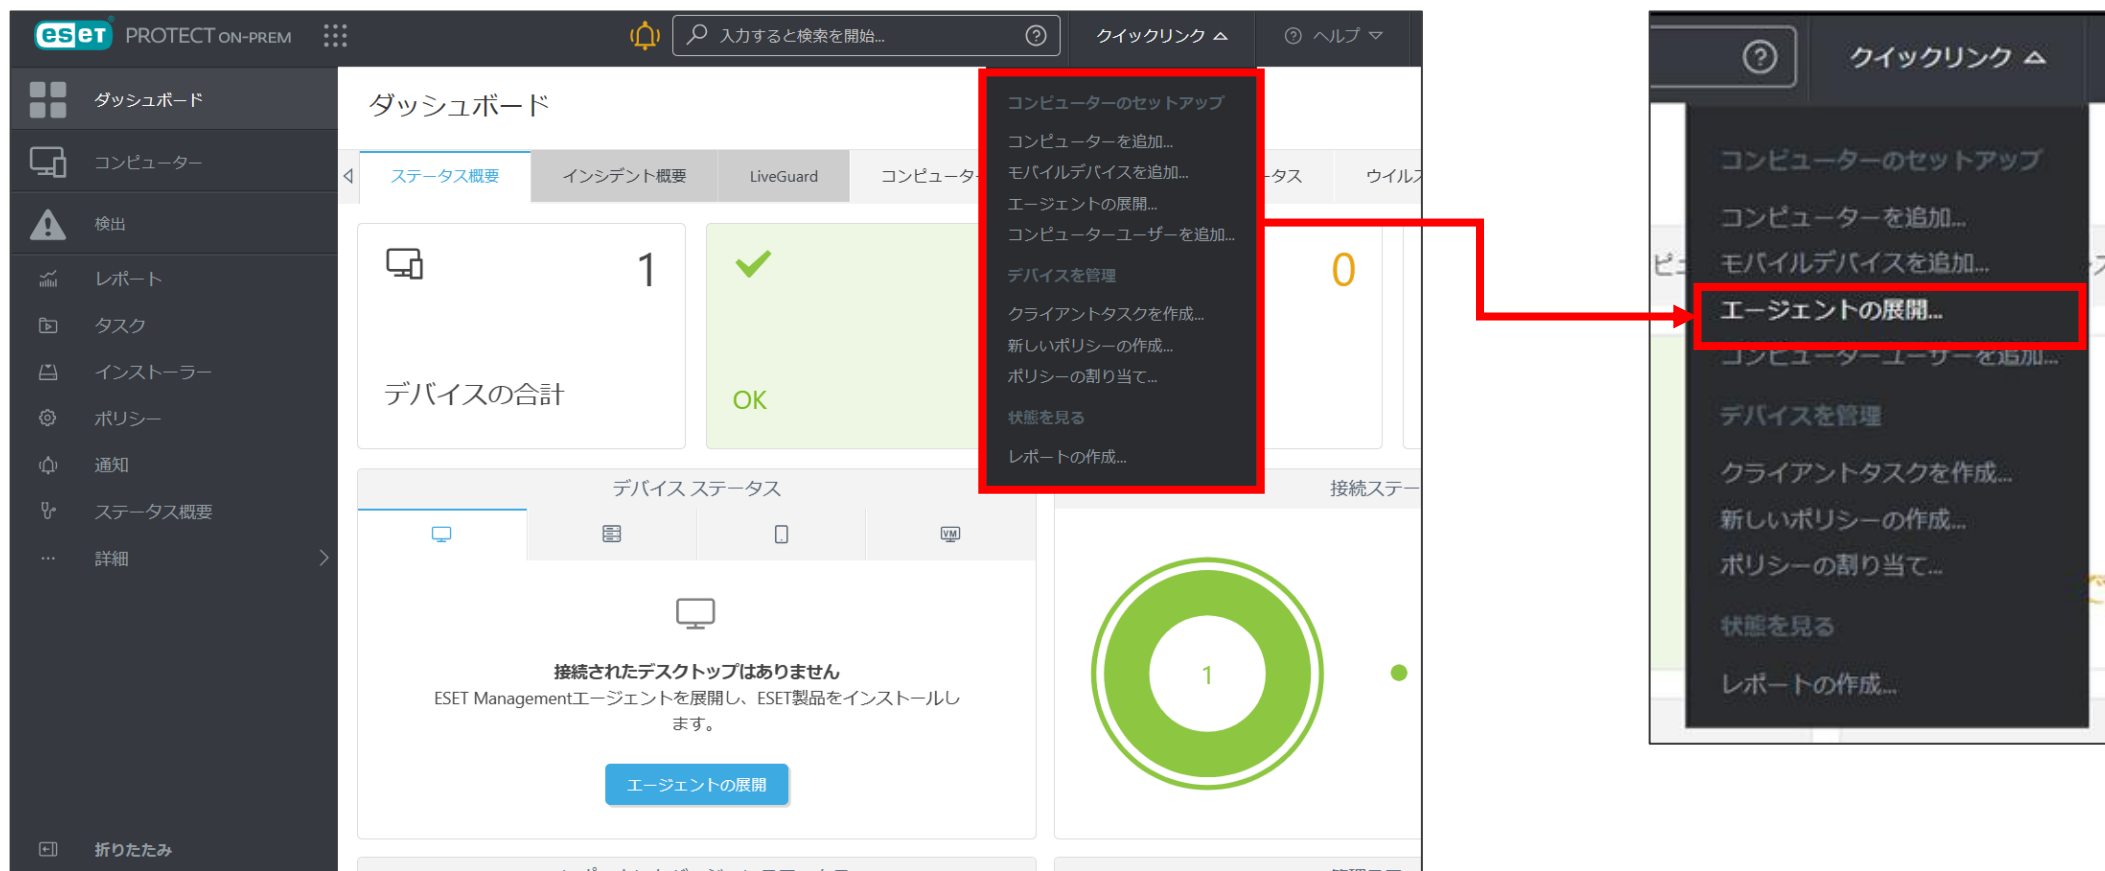 eset PROTECT ON-PREM
入力すると検索を開始...
クイックリンク
ヘルプ
ダッシュボード
コンピューター
検出
レポート
タスク
インストーラー
ポリシー
通知
ステータス概要
詳細
折りたたみ
ダッシュボード
ステータス概要
インシデント概要
LiveGuard
コンピューター
ータス
ウイルス
1
デバイスの合計
OK
0
コンピューターのセットアップ
コンピューターを追加...
モバイルデバイスを追加...
エージェントの展開...
コンピューターユーザーを追加...
デバイスを管理
クライアントタスクを作成...
新しいポリシーの作成...
ポリシーの割り当て...
状態を見る
レポートの作成...
デバイス ステータス
VM
接続されたデスクトップはありません
ESET Managementエージェントを展開し、ESET製品をインストールし
ます。
エージェントの展開
接続ステー
1
クイックリンク
コンピューターのセットアップ
コンピューターを追加...
モバイルデバイスを追加...
エージェントの展開...
コンピューターユーザーを追加...
デバイスを管理
クライアントタスクを作成...
新しいポリシーの作成...
ポリシーの割り当て...
状態を見る
レポートの作成...